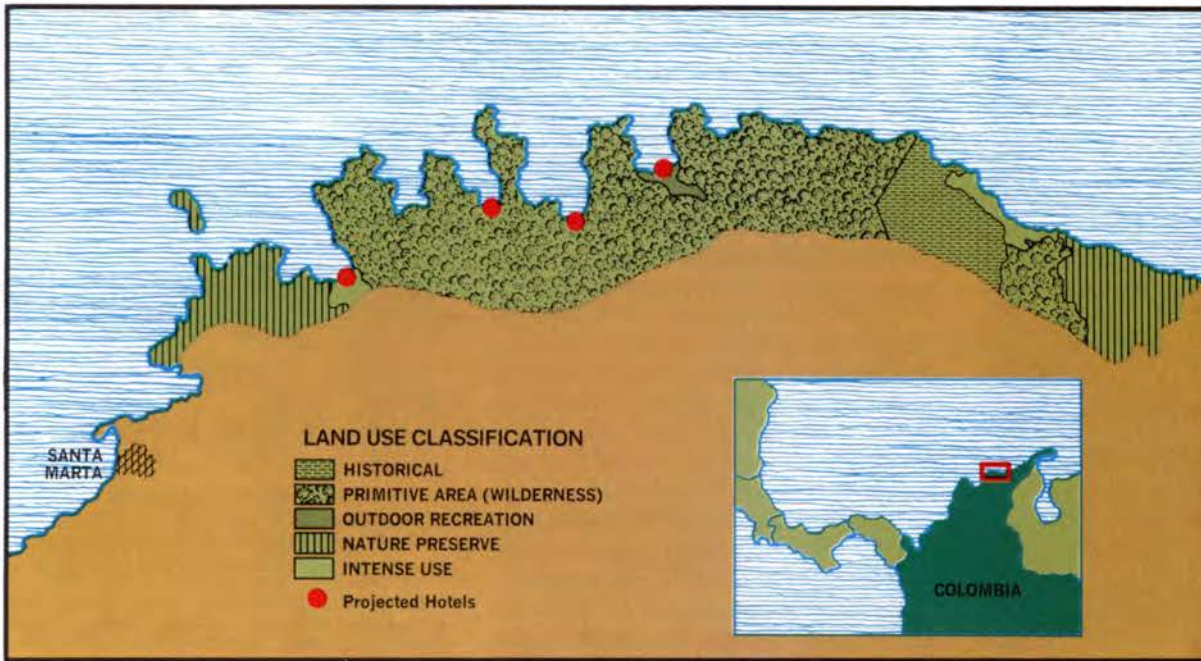 SANTA
MARTA
LAND USE CLASSIFICATION
HISTORICAL
PRIMITIVE AREA (WILDERNESS)
OUTDOOR RECREATION
NATURE PRESERVE
INTENSE USE
Projected Hotels
COLOMBIA